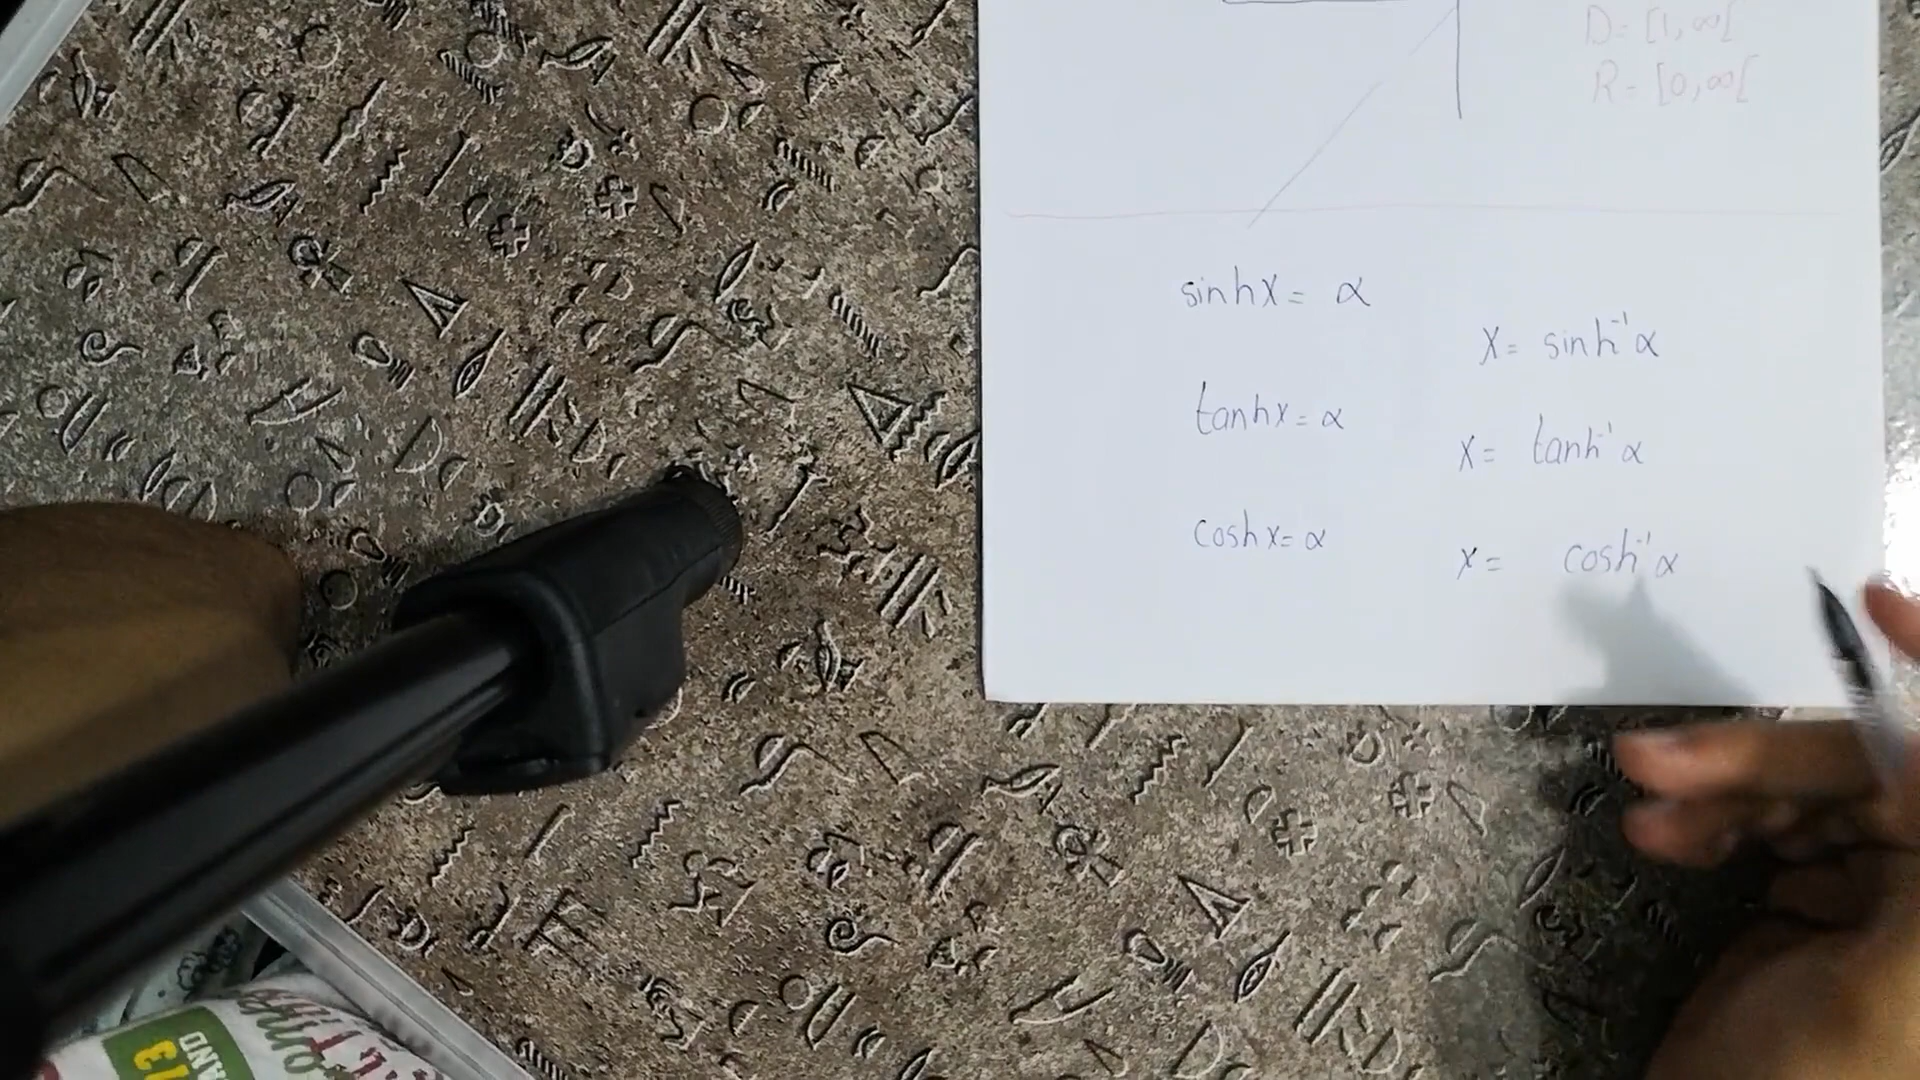 D = [1, ∞[
R = [0, ∞[
sinh x = α
x = sinh⁻¹ α
tanh x = α
x = tanh⁻¹ α
cosh x = α
x = cosh⁻¹ α